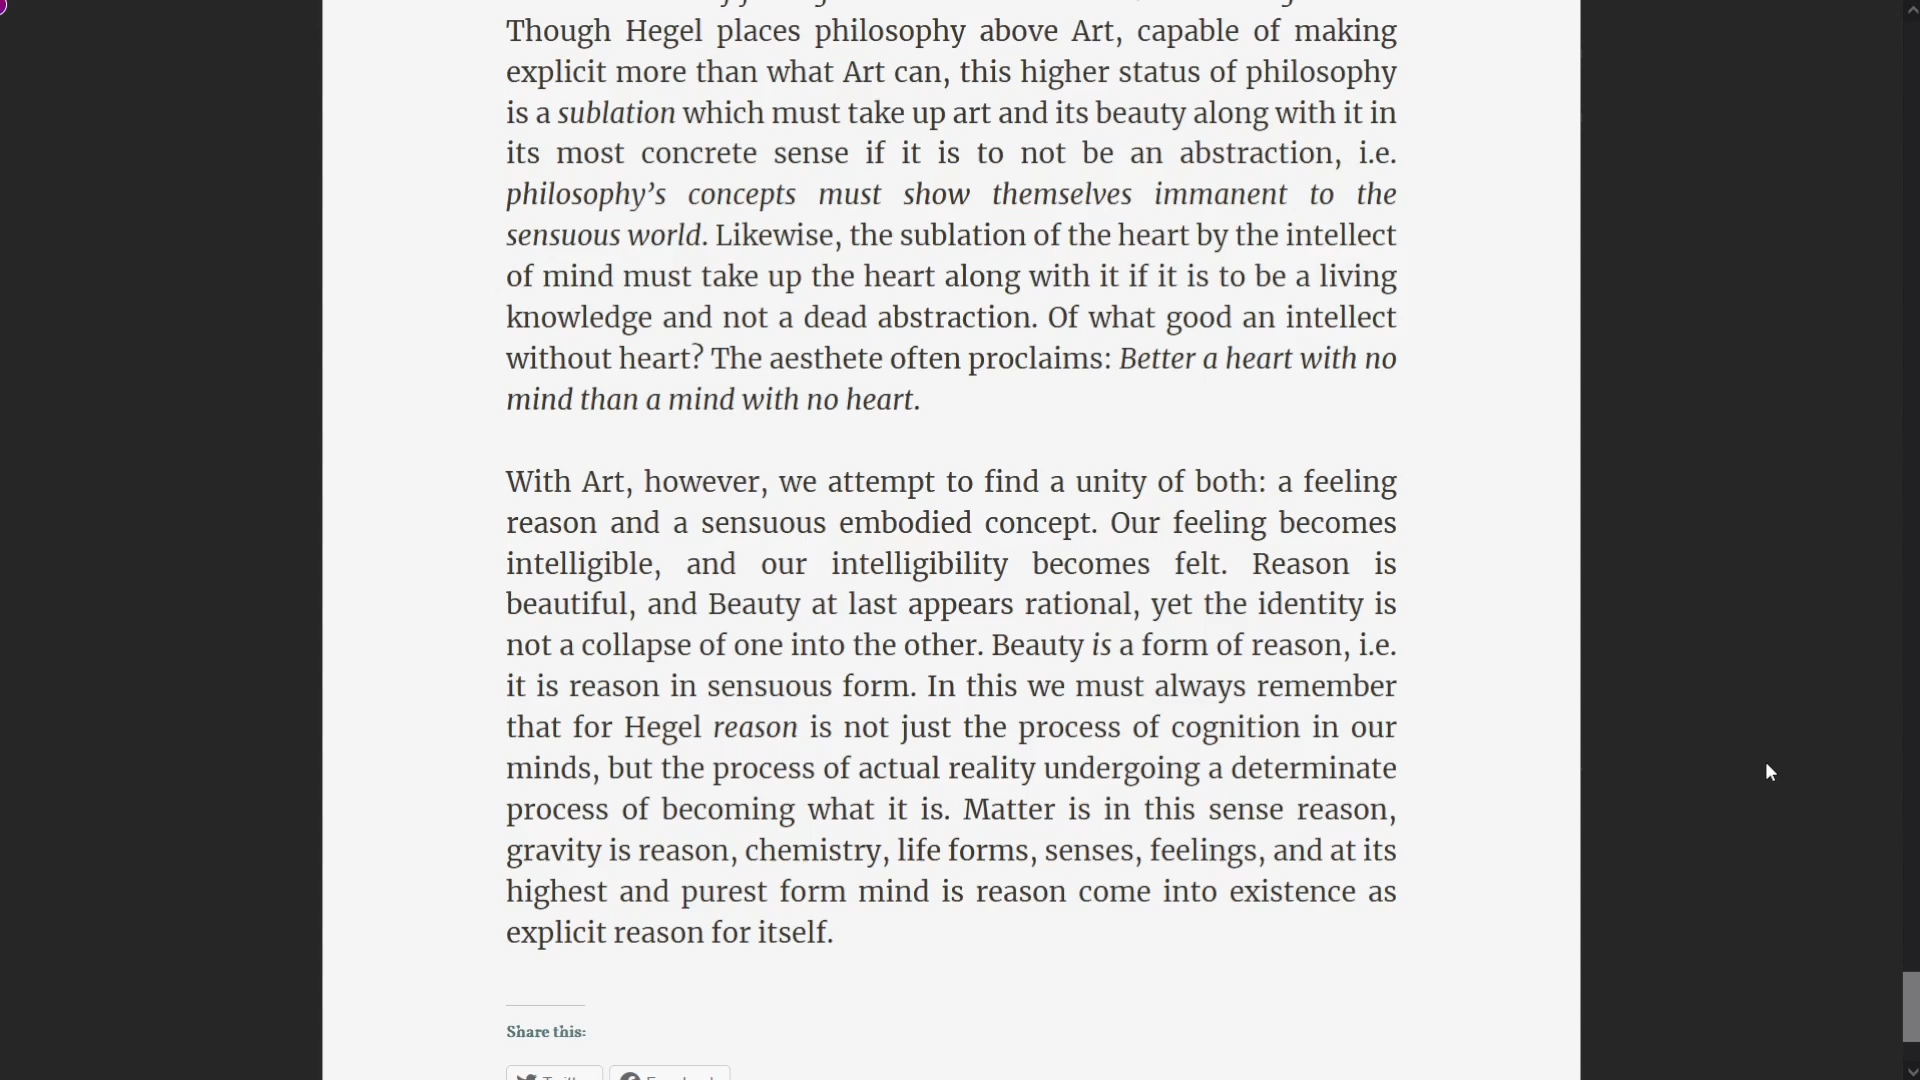 Though Hegel places philosophy above Art, capable of making
explicit more than what Art can, this higher status of philosophy
is a sublation which must take up art and its beauty along with it in
its most concrete sense if it is to not be an abstraction, i.e.
philosophy’s concepts must show themselves immanent to the
sensuous world. Likewise, the sublation of the heart by the intellect
of mind must take up the heart along with it if it is to be a living
knowledge and not a dead abstraction. Of what good an intellect
without heart? The aesthete often proclaims: Better a heart with no
mind than a mind with no heart.
With Art, however, we attempt to find a unity of both: a feeling
reason and a sensuous embodied concept. Our feeling becomes
intelligible, and our intelligibility becomes felt. Reason is
beautiful, and Beauty at last appears rational, yet the identity is
not a collapse of one into the other. Beauty is a form of reason, i.e.
it is reason in sensuous form. In this we must always remember
that for Hegel reason is not just the process of cognition in our
minds, but the process of actual reality undergoing a determinate
process of becoming what it is. Matter is in this sense reason,
gravity is reason, chemistry, life forms, senses, feelings, and at its
highest and purest form mind is reason come into existence as
explicit reason for itself.
Share this: